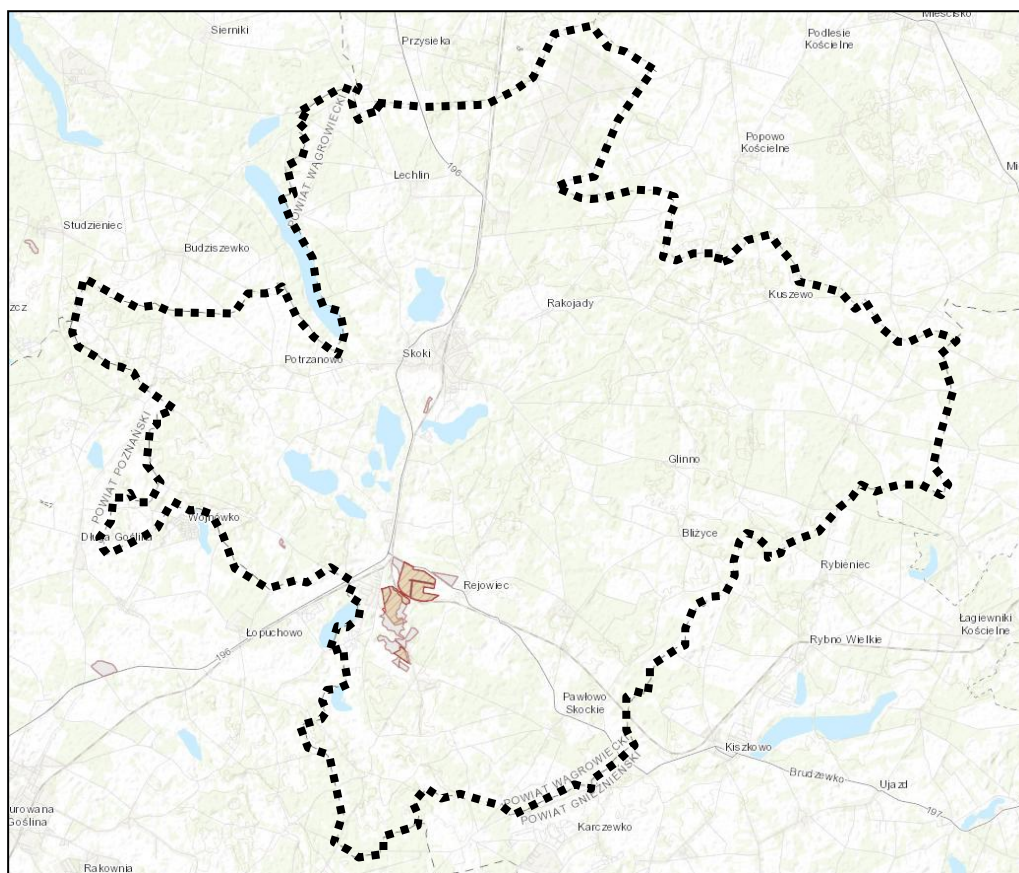 Mieścisko
Sierniki
Przysieka
Podlesie
Kościelne
POWIAT WĄGROWIECKI
Popowo
Kościelne
196
Lechlin
Studzieniec
Budziszewko
Kuszewo
Rakojady
Skoki
Potrzanowo
POWIAT POZNAŃSKI
Glinno
Wojnówko
Długa Goślina
Bliżyce
Rybieniec
Rejowiec
Łagiewniki
Kościelne
Łopuchowo
Rybno Wielkie
196
Pawłowo
Skockie
Kiszkowo
POWIAT WĄGROWIECKI
POWIAT GNIEŹNIEŃSKI
Brudzewko
Ujazd
197
Goślina
Karczewko
Rakownia